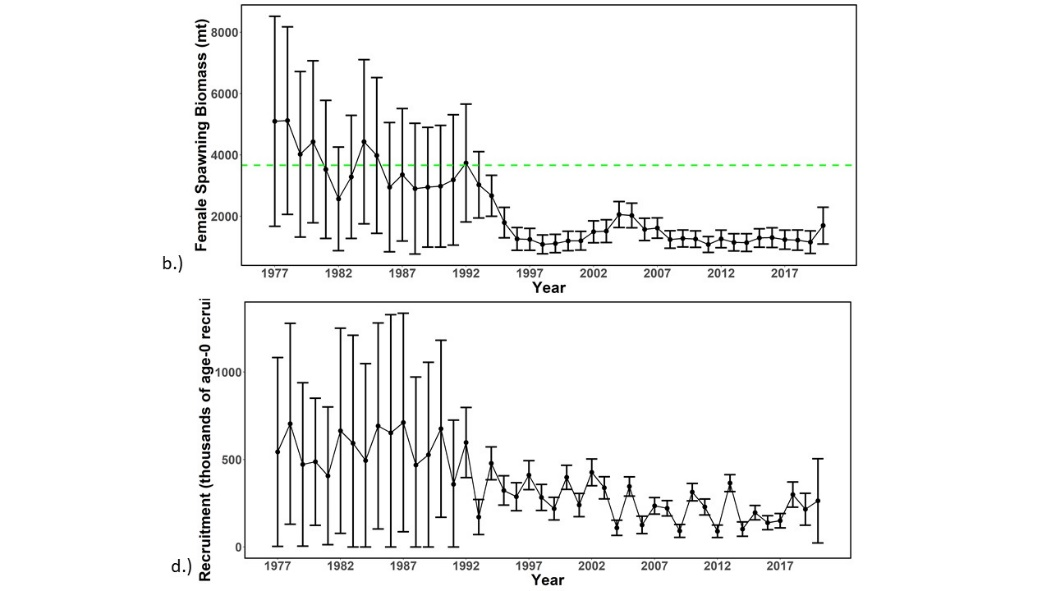 Female Spawning Biomass (mt)
8000
6000
4000
2000
b.)
1977 1982 1987 1992 1997 2002 2007 2012 2017
Year
Recruitment (thousands of age-0 recrui
1000
500
0
d.)
1977 1982 1987 1992 1997 2002 2007 2012 2017
Year